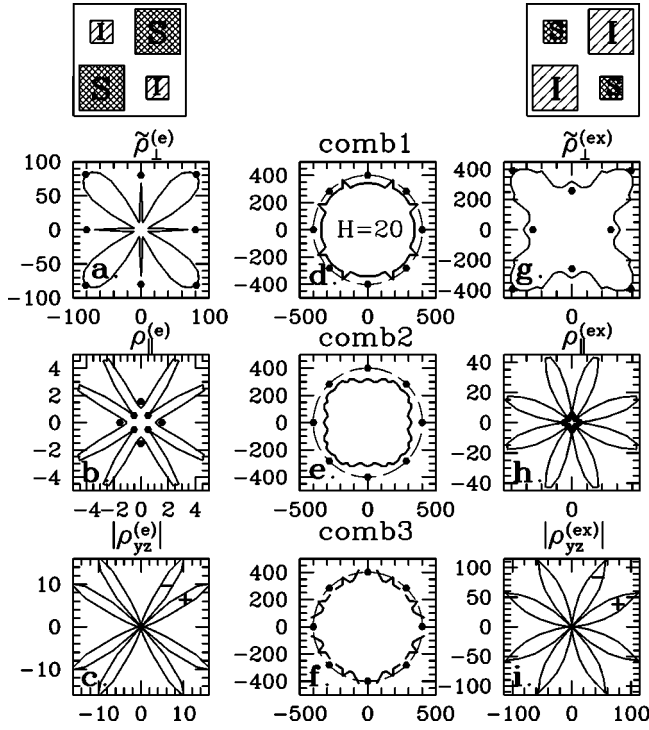 I S S I
S I I S
ρ̃⊥(e) comb1 ρ̃⊥(ex)
100 50 0 −50 −100
a.
−100 0 100
400 200 0 −200 −400
H=20
d.
−500 0 500
400 200 0 −200 −400
g.
0
ρ∥(e) comb2 ρ∥(ex)
4 2 0 −2 −4
b.
−4 −2 0 2 4
400 200 0 −200 −400
e.
−500 0 500
40 20 0 −20 −40
h.
0
|ρyz(e)| comb3 |ρyz(ex)|
10 0 −10
− +
c.
−10 0 10
400 200 0 −200 −400
f.
−500 0 500
100 50 0 −50 −100
− +
i.
−100 0 100